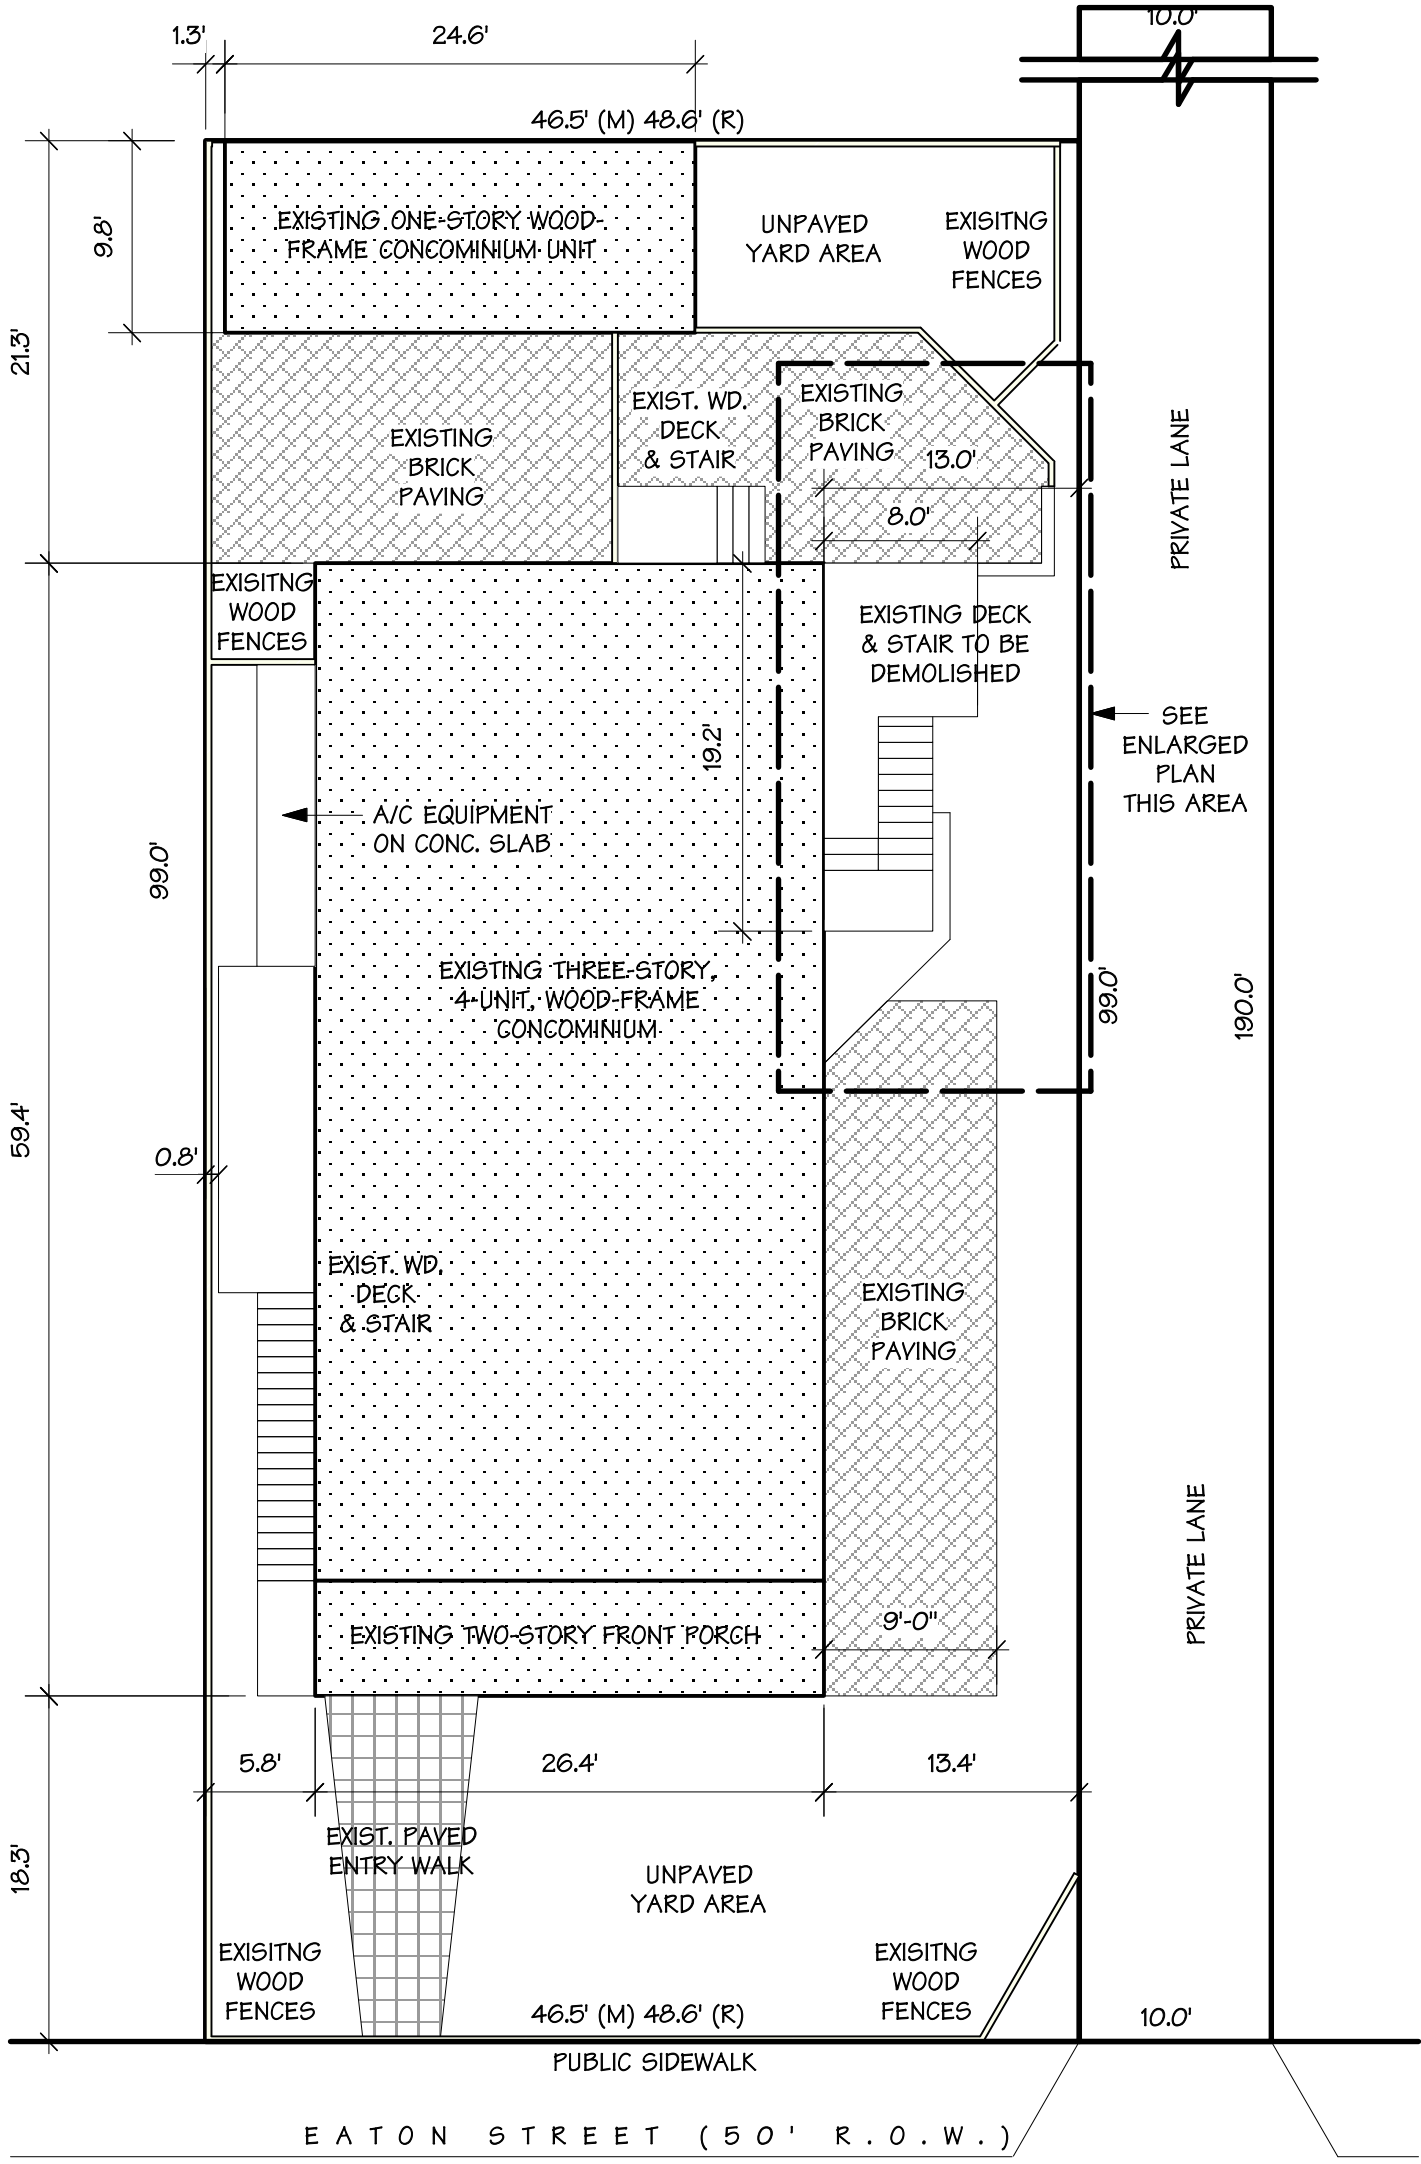 10.0'
1.3'
24.6'
46.5' (M) 48.6' (R)
9.8'
EXISTING ONE-STORY WOOD-
FRAME CONCOMINIUM UNIT
UNPAVED
YARD AREA
EXISITNG
WOOD
FENCES
21.3'
EXISTING
BRICK
PAVING
EXIST. WD.
DECK
& STAIR
EXISTING
BRICK
PAVING
13.0'
8.0'
PRIVATE LANE
EXISITNG
WOOD
FENCES
EXISTING DECK
& STAIR TO BE
DEMOLISHED
19.2'
SEE
ENLARGED
PLAN
THIS AREA
A/C EQUIPMENT
ON CONC. SLAB
99.0'
EXISTING THREE-STORY,
4-UNIT, WOOD-FRAME
CONCOMINIUM
99.0'
190.0'
59.4'
0.8'
EXIST. WD.
DECK
& STAIR
EXISTING
BRICK
PAVING
PRIVATE LANE
EXISTING TWO-STORY FRONT PORCH
9'-0"
5.8'
26.4'
13.4'
18.3'
EXIST. PAVED
ENTRY WALK
UNPAVED
YARD AREA
EXISITNG
WOOD
FENCES
EXISITNG
WOOD
FENCES
46.5' (M) 48.6' (R)
10.0'
PUBLIC SIDEWALK
EATON STREET (50' R.O.W.)